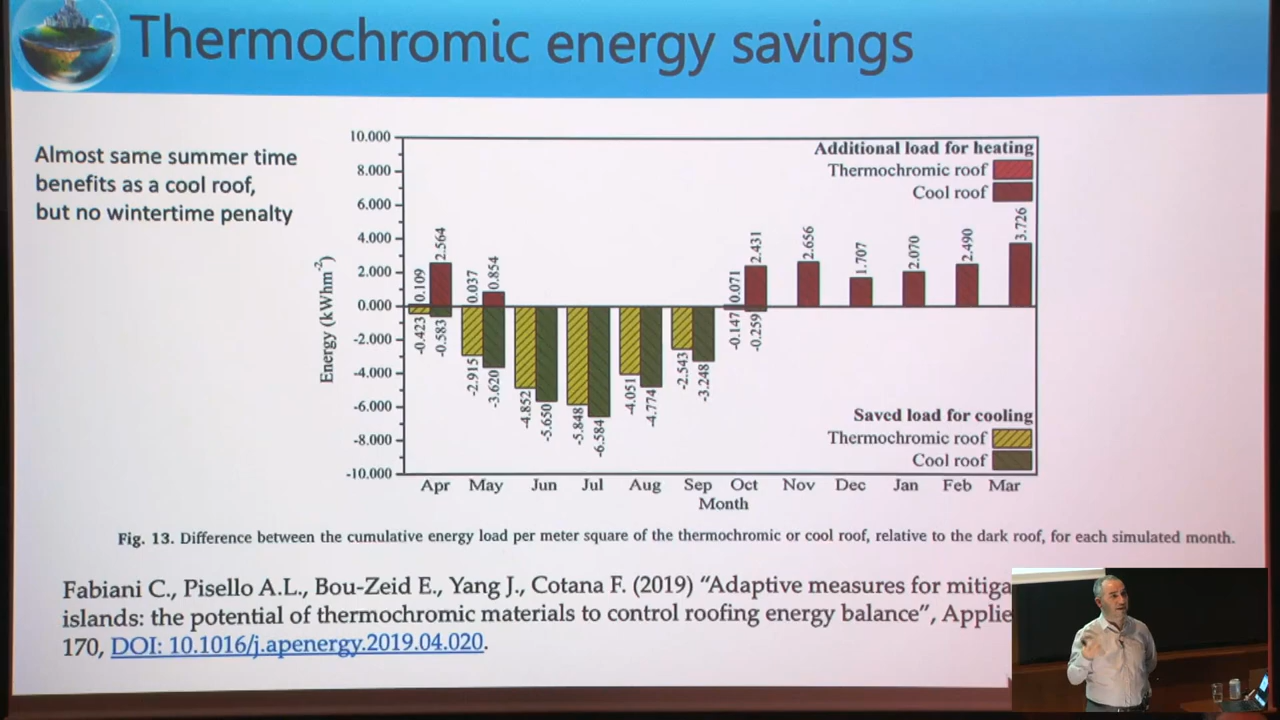 Thermochromic energy savings
Almost same summer time
benefits as a cool roof,
but no wintertime penalty
10.000
8.000
6.000
4.000
2.000
0.000
-2.000
-4.000
-6.000
-8.000
-10.000
Energy (kWhm-2)
Additional load for heating
Thermochromic roof
Cool roof
0.109
2.564
0.037
0.854
0.071
2.431
2.656
1.707
2.070
2.490
3.726
-0.423
-0.583
-2.915
-3.620
-4.852
-5.650
-5.848
-6.584
-4.051
-4.774
-2.543
-3.248
-0.147
-0.259
Saved load for cooling
Thermochromic roof
Cool roof
Apr May Jun Jul Aug Sep Oct Nov Dec Jan Feb Mar
Month
Fig. 13. Difference between the cumulative energy load per meter square of the thermochromic or cool roof, relative to the dark roof, for each simulated month.
Fabiani C., Pisello A.L., Bou-Zeid E., Yang J., Cotana F. (2019) “Adaptive measures for mitiga
islands: the potential of thermochromic materials to control roofing energy balance”, Applie
170, DOI: 10.1016/j.apenergy.2019.04.020.